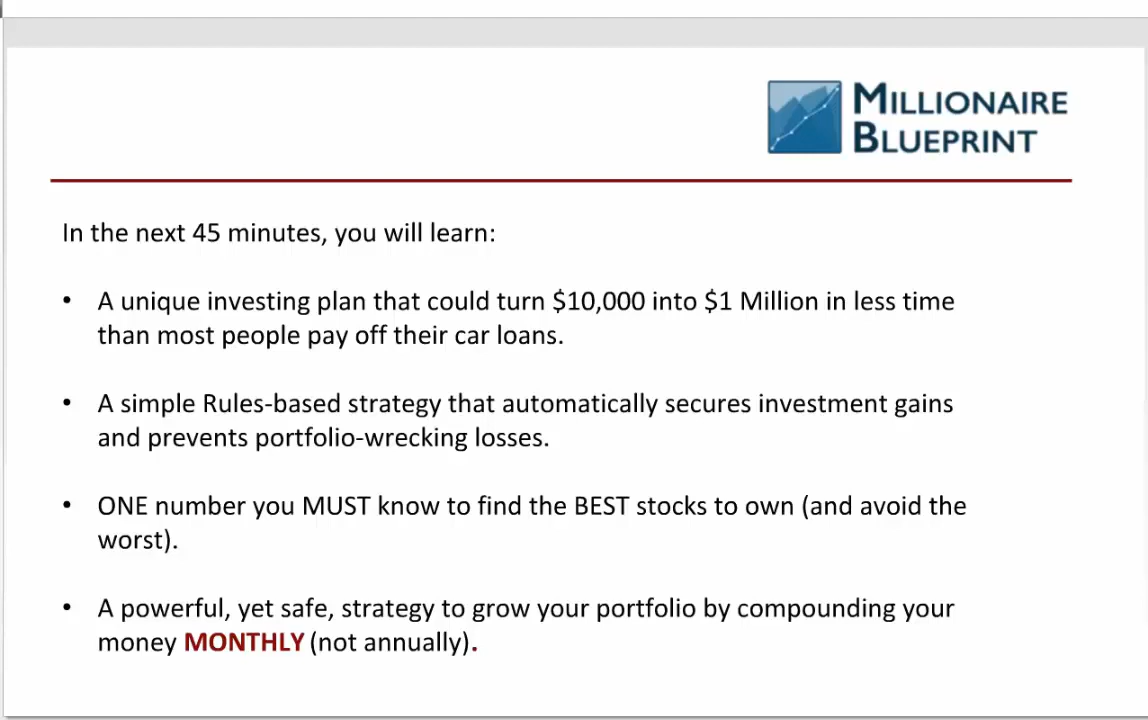 MILLIONAIRE
BLUEPRINT
In the next 45 minutes, you will learn:
• A unique investing plan that could turn $10,000 into $1 Million in less time
than most people pay off their car loans.
• A simple Rules-based strategy that automatically secures investment gains
and prevents portfolio-wrecking losses.
• ONE number you MUST know to find the BEST stocks to own (and avoid the
worst).
• A powerful, yet safe, strategy to grow your portfolio by compounding your
money MONTHLY (not annually).